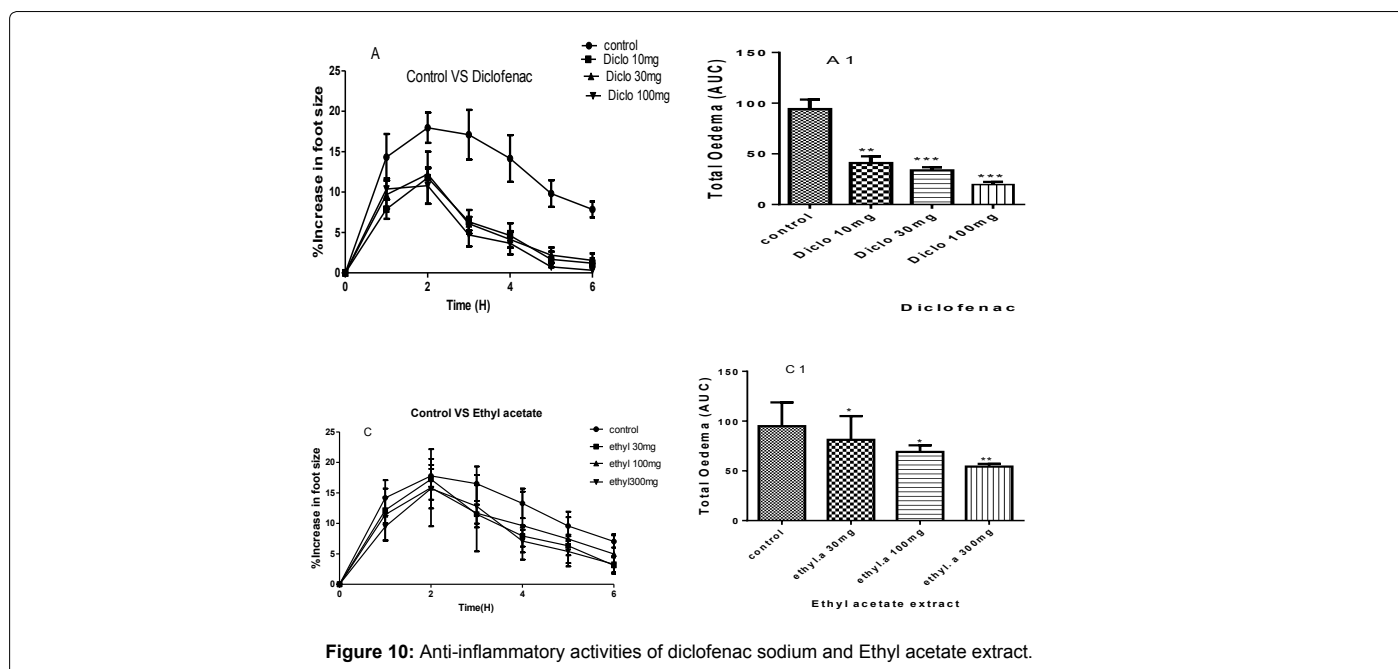 A
Control VS Diclofenac
control
Diclo 10mg
Diclo 30mg
Diclo 100mg
25
20
15
10
5
0
0
2
4
6
%Increase in foot size
Time (H)
A 1
150
100
50
0
Total Oedema (AUC)
**
***
***
control
Diclo 10mg
Diclo 30mg
Diclo 100mg
Diclofenac
Control VS Ethyl acetate
C
control
ethyl 30mg
ethyl 100mg
ethyl300mg
25
20
15
10
5
0
0
2
4
6
%Increase in foot size
Time(H)
C 1
150
100
50
0
Total Oedema (AUC)
*
*
**
control
ethyl.a 30mg
ethyl.a 100mg
ethyl. a 300mg
Ethyl acetate extract
Figure 10: Anti-inflammatory activities of diclofenac sodium and Ethyl acetate extract.